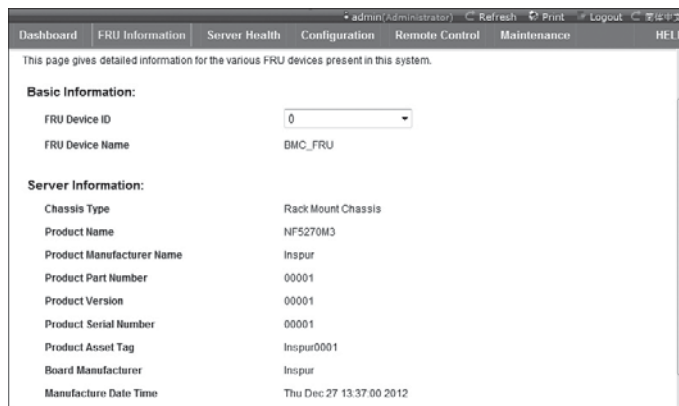 admin(Administrator) Refresh Print Logout 简体中文
Dashboard FRU Information Server Health Configuration Remote Control Maintenance HEL
This page gives detailed information for the various FRU devices present in this system.
Basic Information:
FRU Device ID 0
FRU Device Name BMC_FRU
Server Information:
Chassis Type Rack Mount Chassis
Product Name NF5270M3
Product Manufacturer Name Inspur
Product Part Number 00001
Product Version 00001
Product Serial Number 00001
Product Asset Tag Inspur0001
Board Manufacturer Inspur
Manufacture Date Time Thu Dec 27 13:37:00 2012